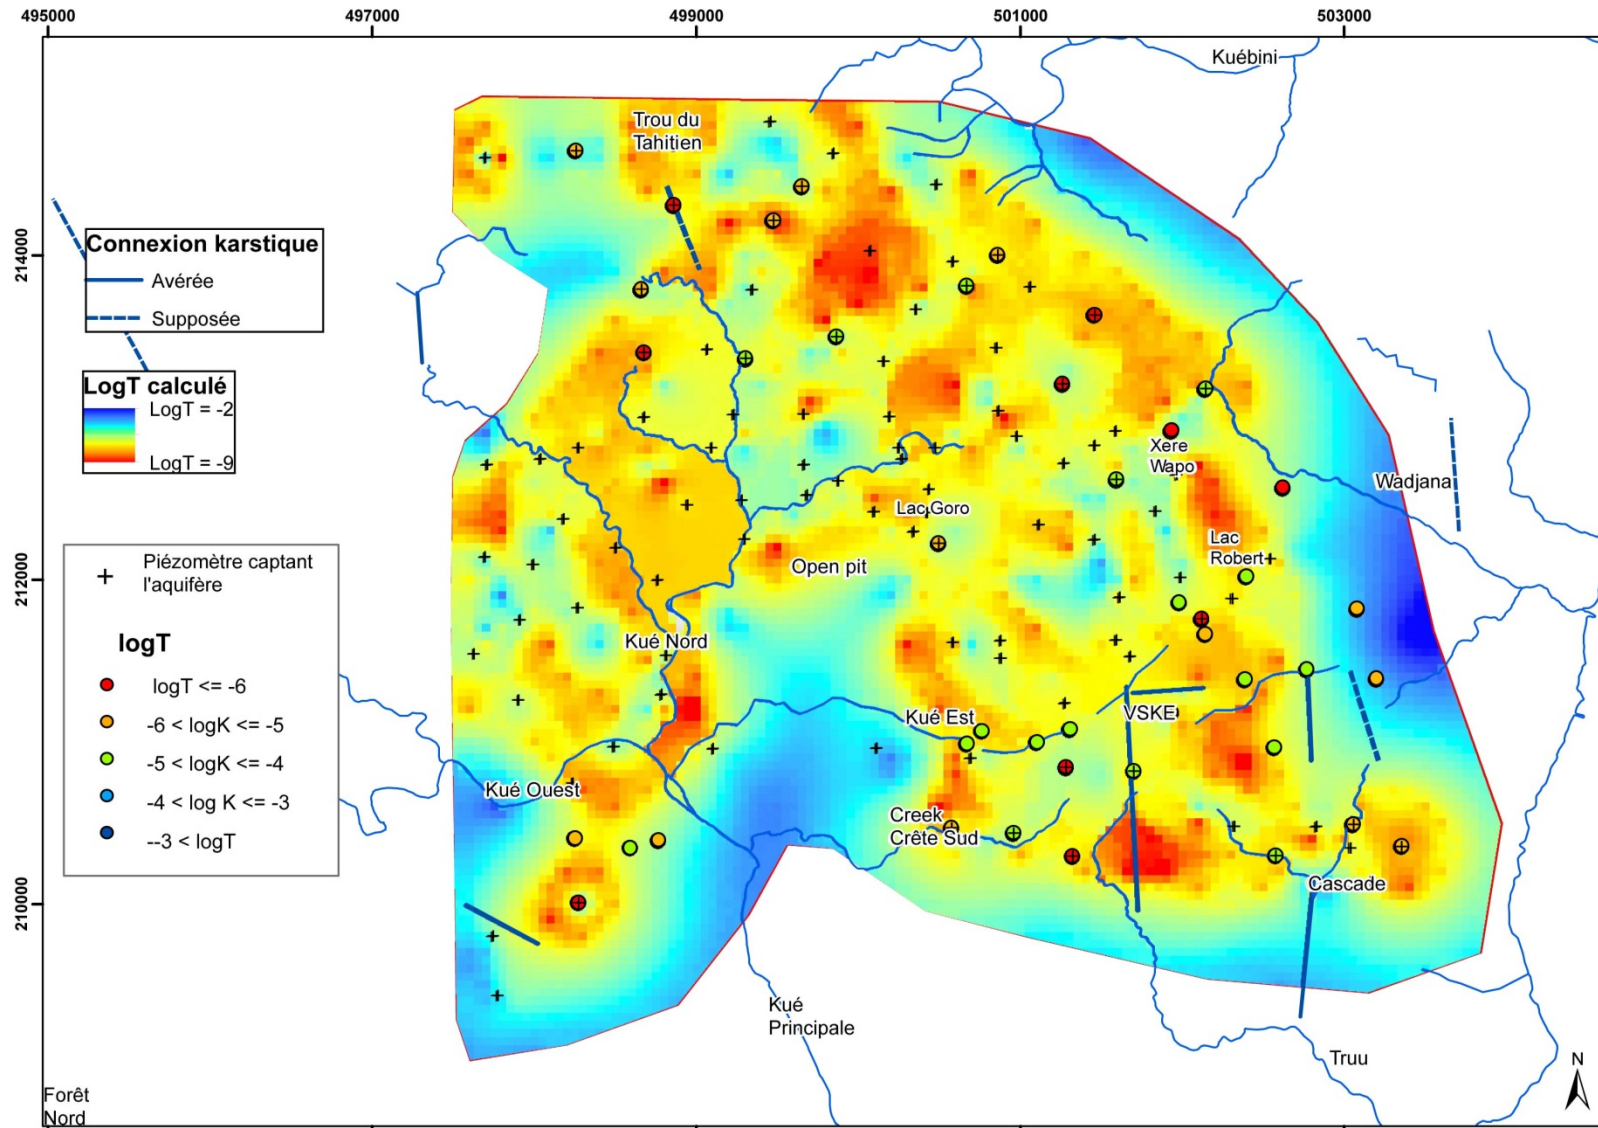 495000
497000
499000
501000
503000
Kuébini
Trou du
Tahitien
214000
Connexion karstique
Avérée
Supposée
LogT calculé
LogT = -2
LogT = -9
Xere
Wapo
Wadjana
Lac Goro
Lac
Robert
Open pit
212000
Piézomètre captant
l'aquifère
logT
logT <= -6
-6 < logK <= -5
-5 < logK <= -4
-4 < log K <= -3
--3 < logT
Kué Nord
Kué Est
VSKE
Kué Ouest
Creek
Crête Sud
Cascade
210000
Kué
Principale
Truu
N
Forêt
Nord